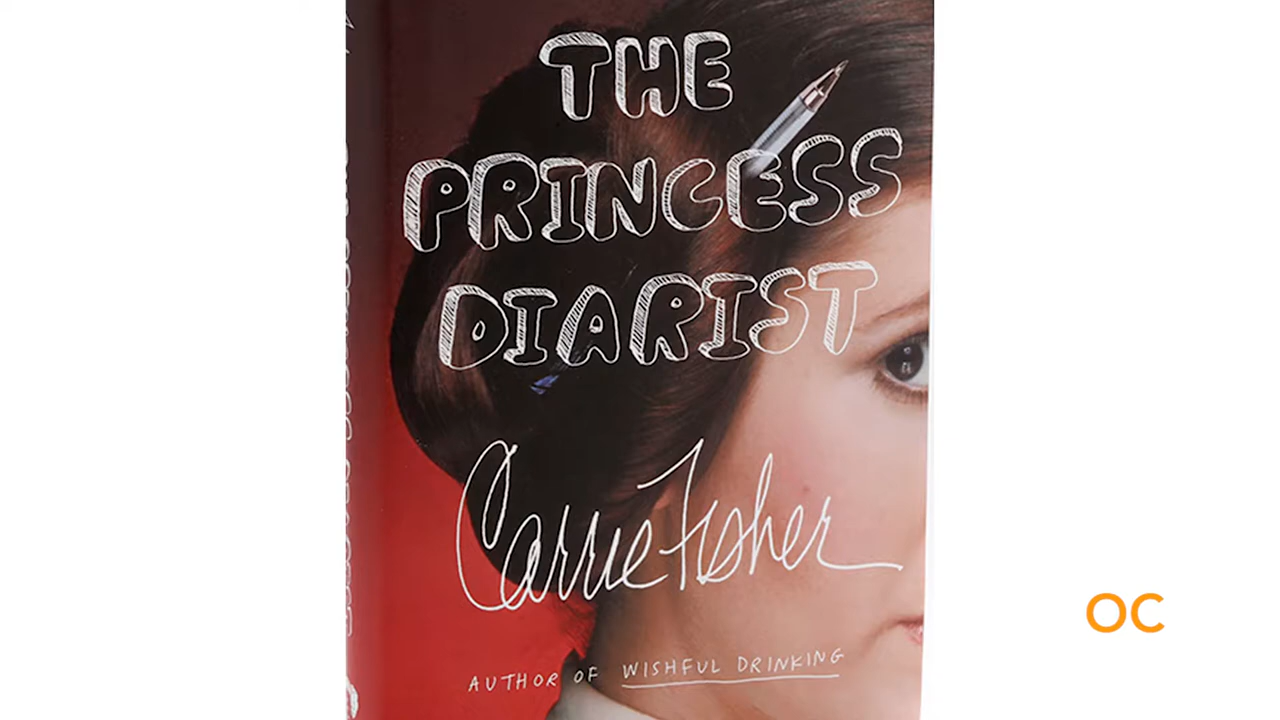 THE
PRINCESS
DIARIST
Carrie Fisher
AUTHOR OF WISHFUL DRINKING
OC